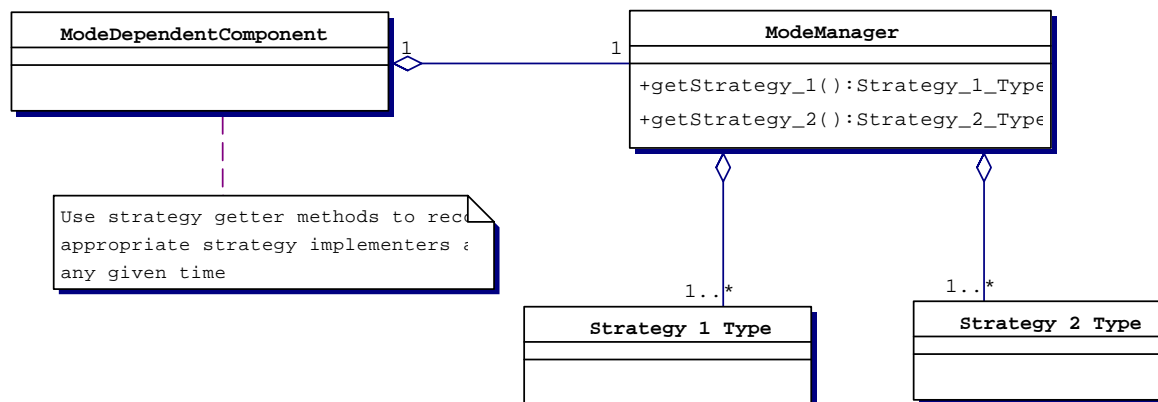 ModeDependentComponent
1
1
ModeManager
+getStrategy_1():Strategy_1_Type
+getStrategy_2():Strategy_2_Type
Use strategy getter methods to
appropriate strategy implementers
any given time
1..*
1..*
Strategy 1 Type
Strategy 2 Type